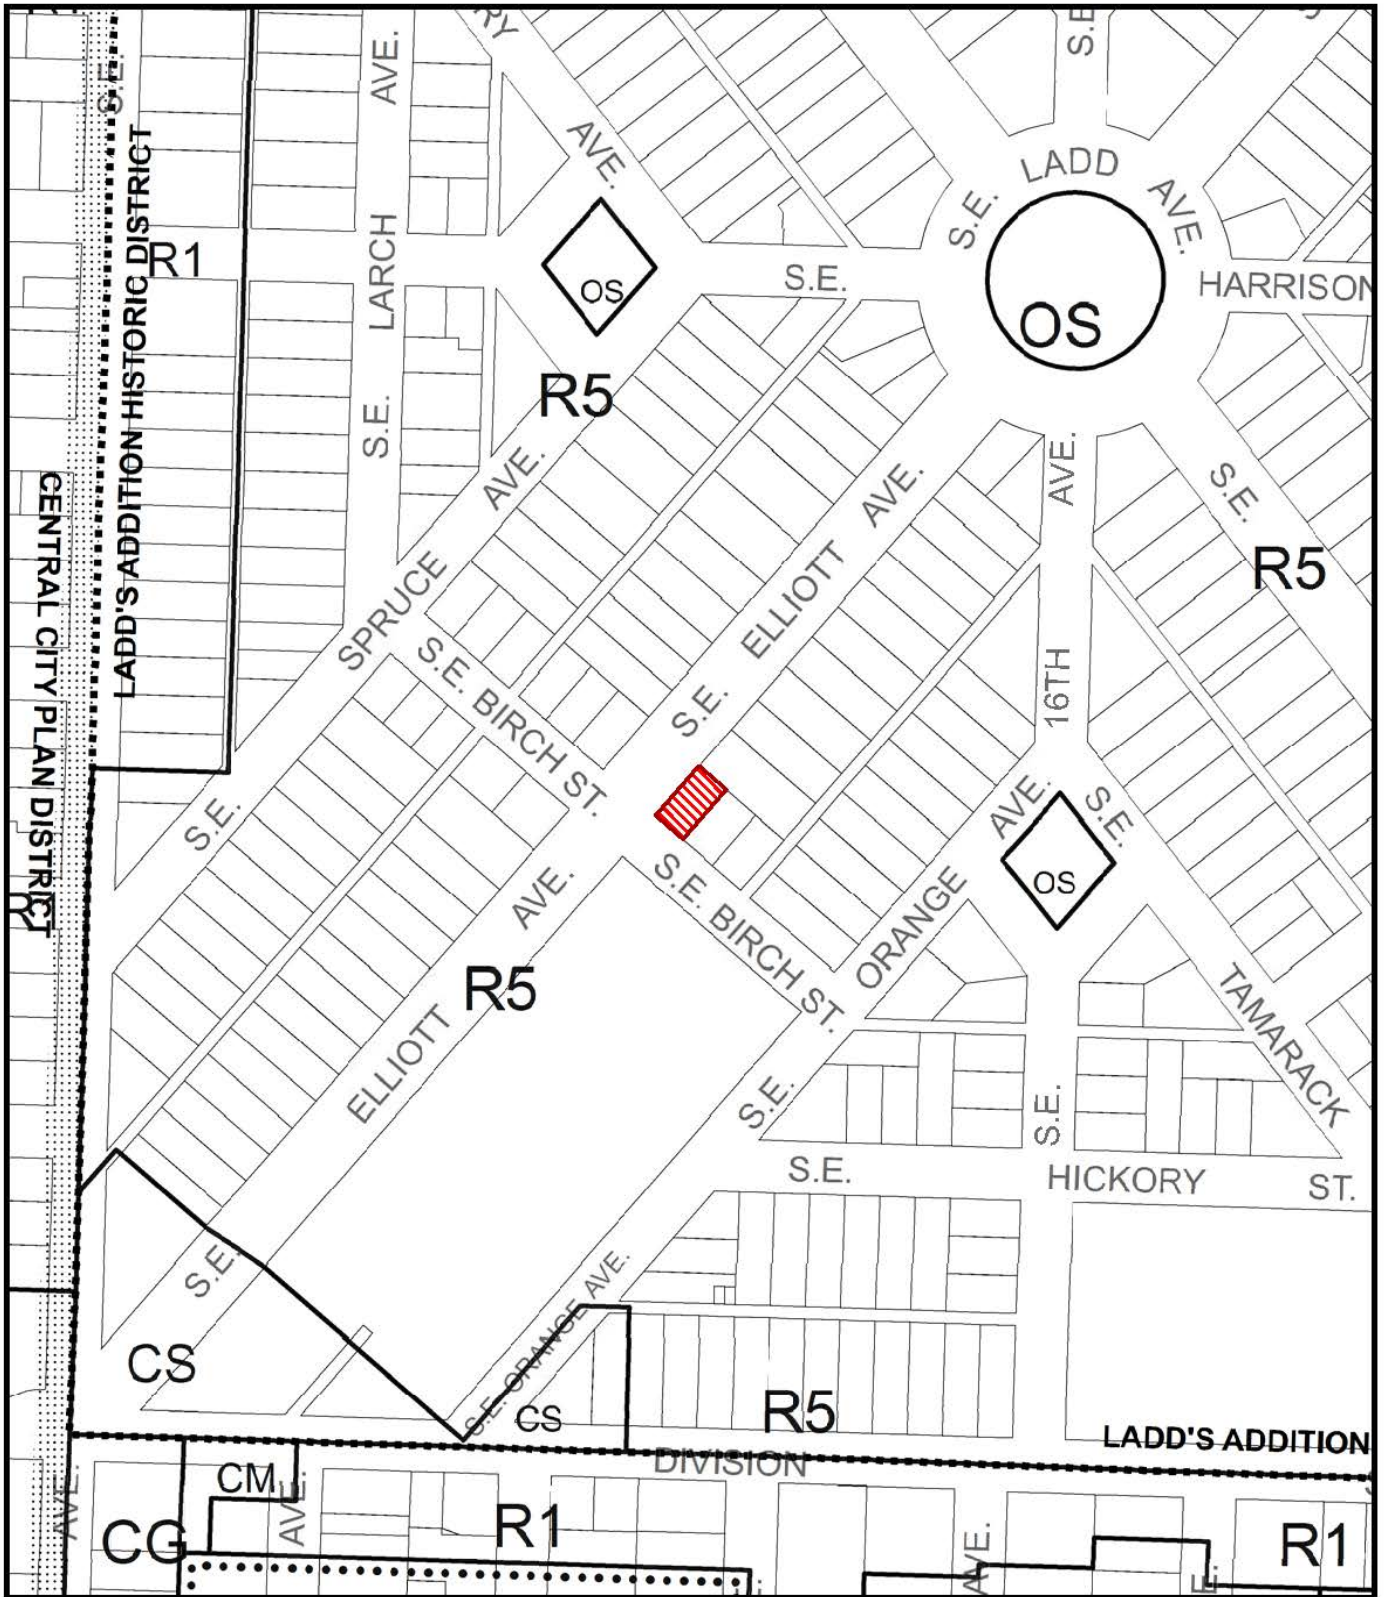 S.E.
AVE.
AVE.
S.E.
LADD
AVE.
S.E.
LADD'S ADDITION HISTORIC DISTRICT
R1
LARCH
S.E.
OS
S.E.
OS
HARRISON
R5
S.E.
AVE.
AVE.
AVE.
S.E.
R5
CENTRAL CITY PLAN DISTRICT
SPRUCE
ELLIOTT
S.E. BIRCH ST.
S.E.
16TH
S.E.
AVE.
S.E.
OS
AVE.
S.E. BIRCH ST.
ORANGE
R5
ELLIOTT
TAMARACK
S.E.
S.E.
S.E.
HICKORY
ST.
S.E.
S.E. ORANGE AVE.
CS
CS
R5
LADD'S ADDITION
DIVISION
AVE.
CM
AVE.
CG
R1
AVE.
R1